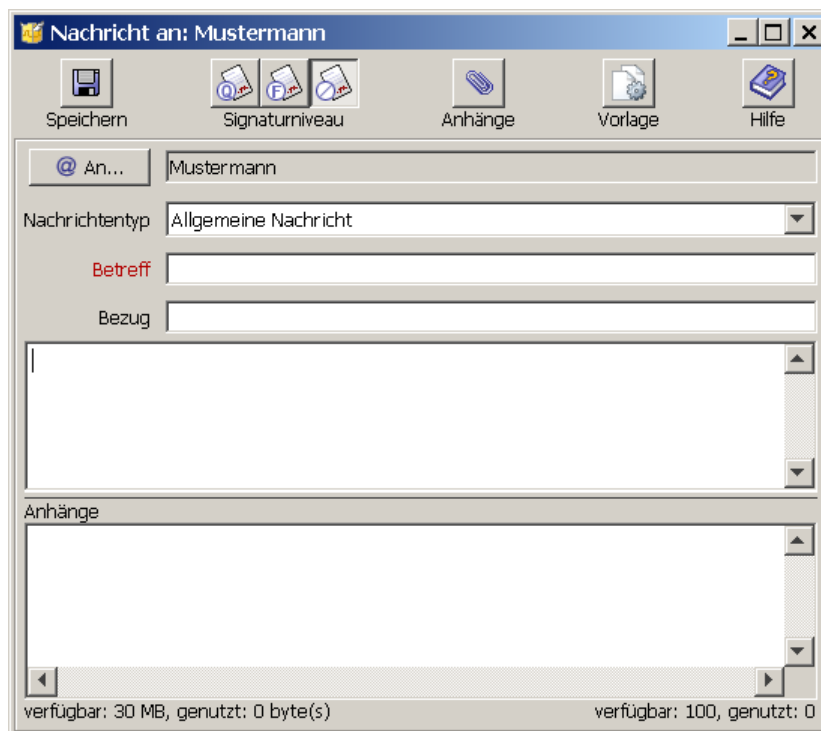 Nachricht an: Mustermann
Speichern Signaturniveau Anhänge Vorlage Hilfe
@ An... Mustermann
Nachrichtentyp Allgemeine Nachricht
Betreff
Bezug
Anhänge
verfügbar: 30 MB, genutzt: 0 byte(s) verfügbar: 100, genutzt: 0